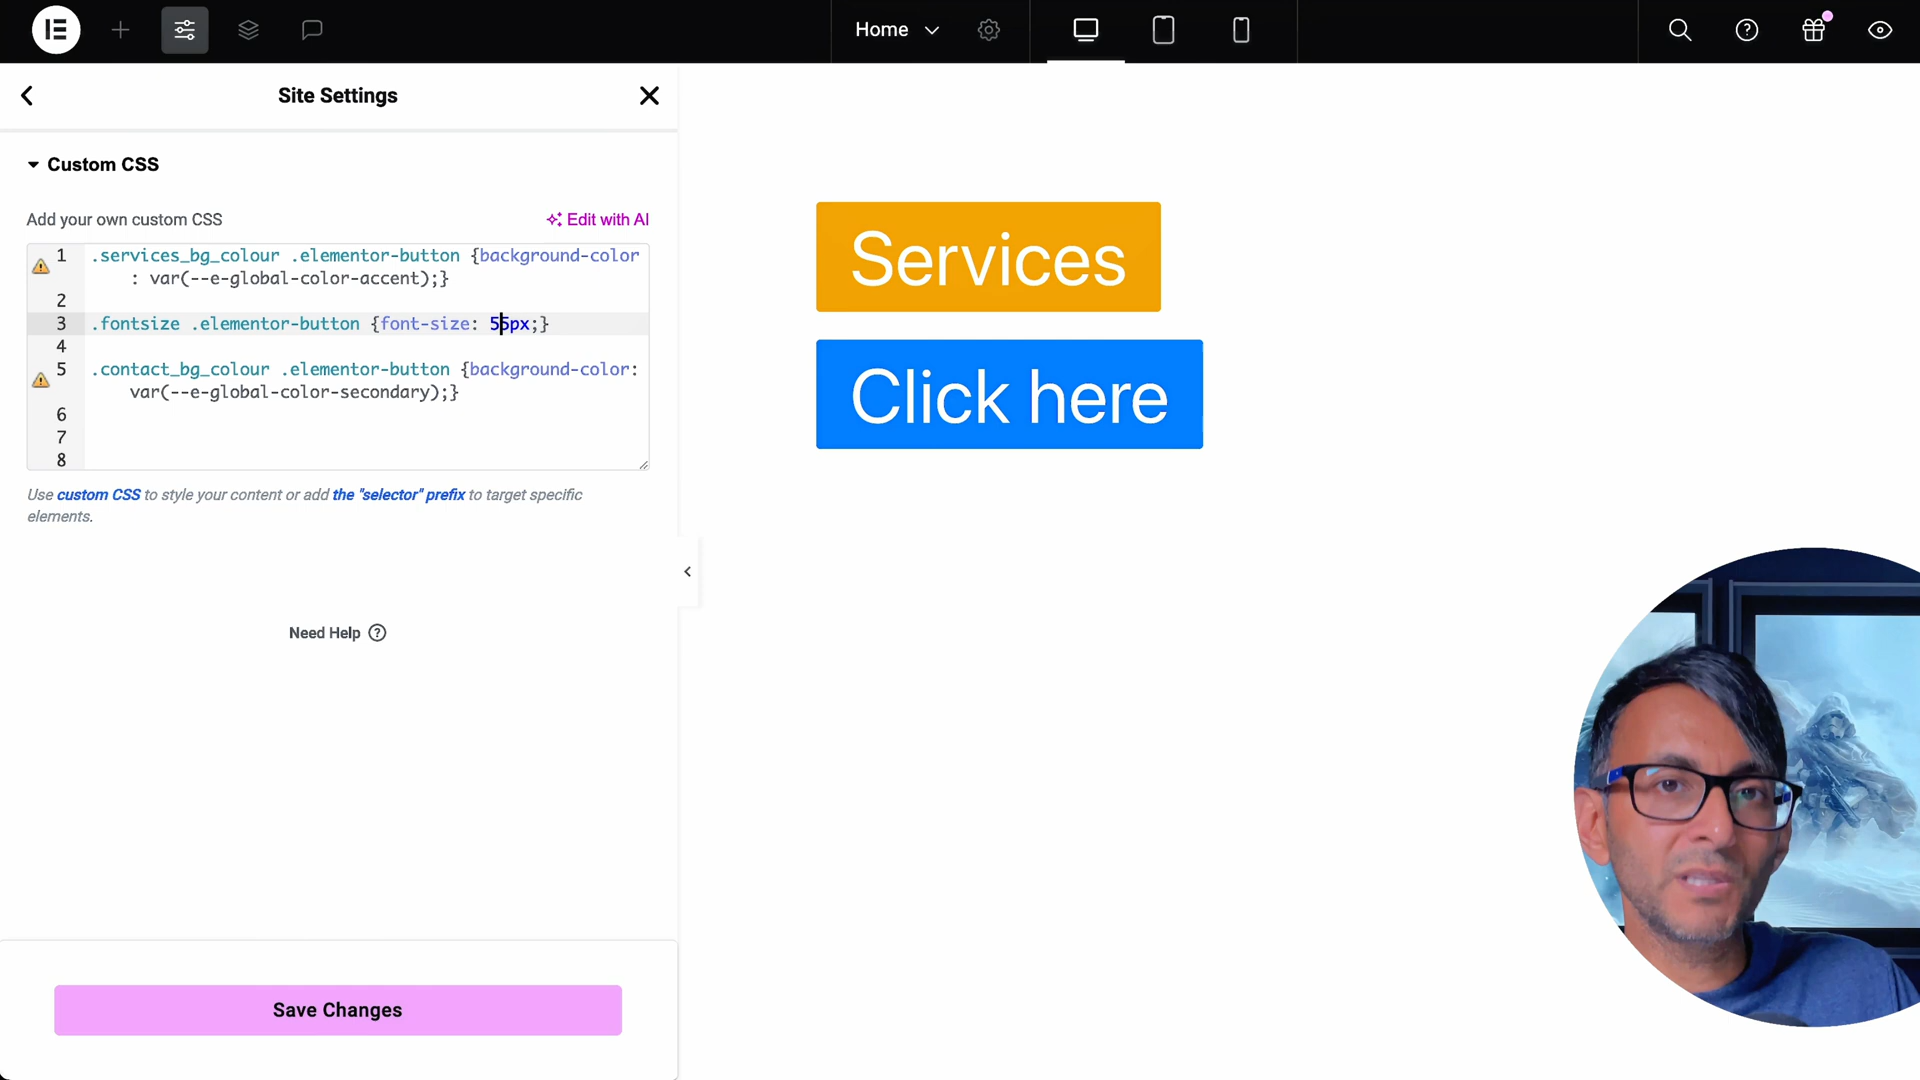 Home
Site Settings
Custom CSS
Add your own custom CSS
Edit with AI
1 .services_bg_colour .elementor-button {background-color
: var(--e-global-color-accent);}
2
3 .fontsize .elementor-button {font-size: 55px;}
4
5 .contact_bg_colour .elementor-button {background-color:
var(--e-global-color-secondary);}
6
7
8
Use custom CSS to style your content or add the "selector" prefix to target specific
elements.
Need Help
Save Changes
Services
Click here